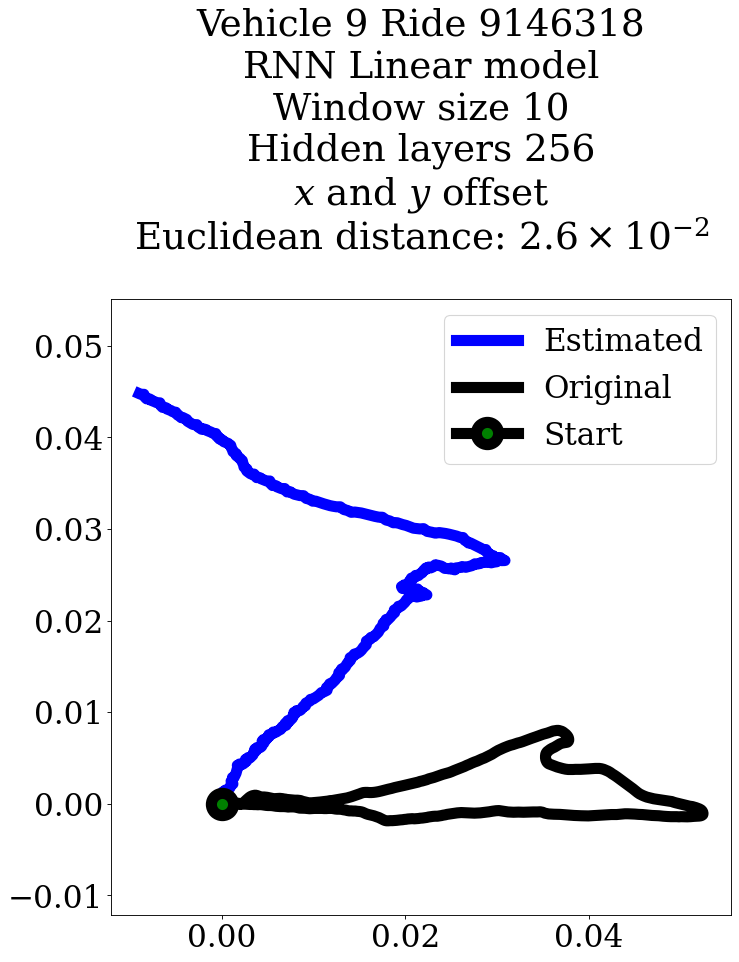 Vehicle 9 Ride 9146318
RNN Linear model
Window size 10
Hidden layers 256
x and y offset
Euclidean distance: 2.6 × 10⁻²
Estimated
Original
Start
0.05
0.04
0.03
0.02
0.01
0.00
−0.01
0.00 0.02 0.04